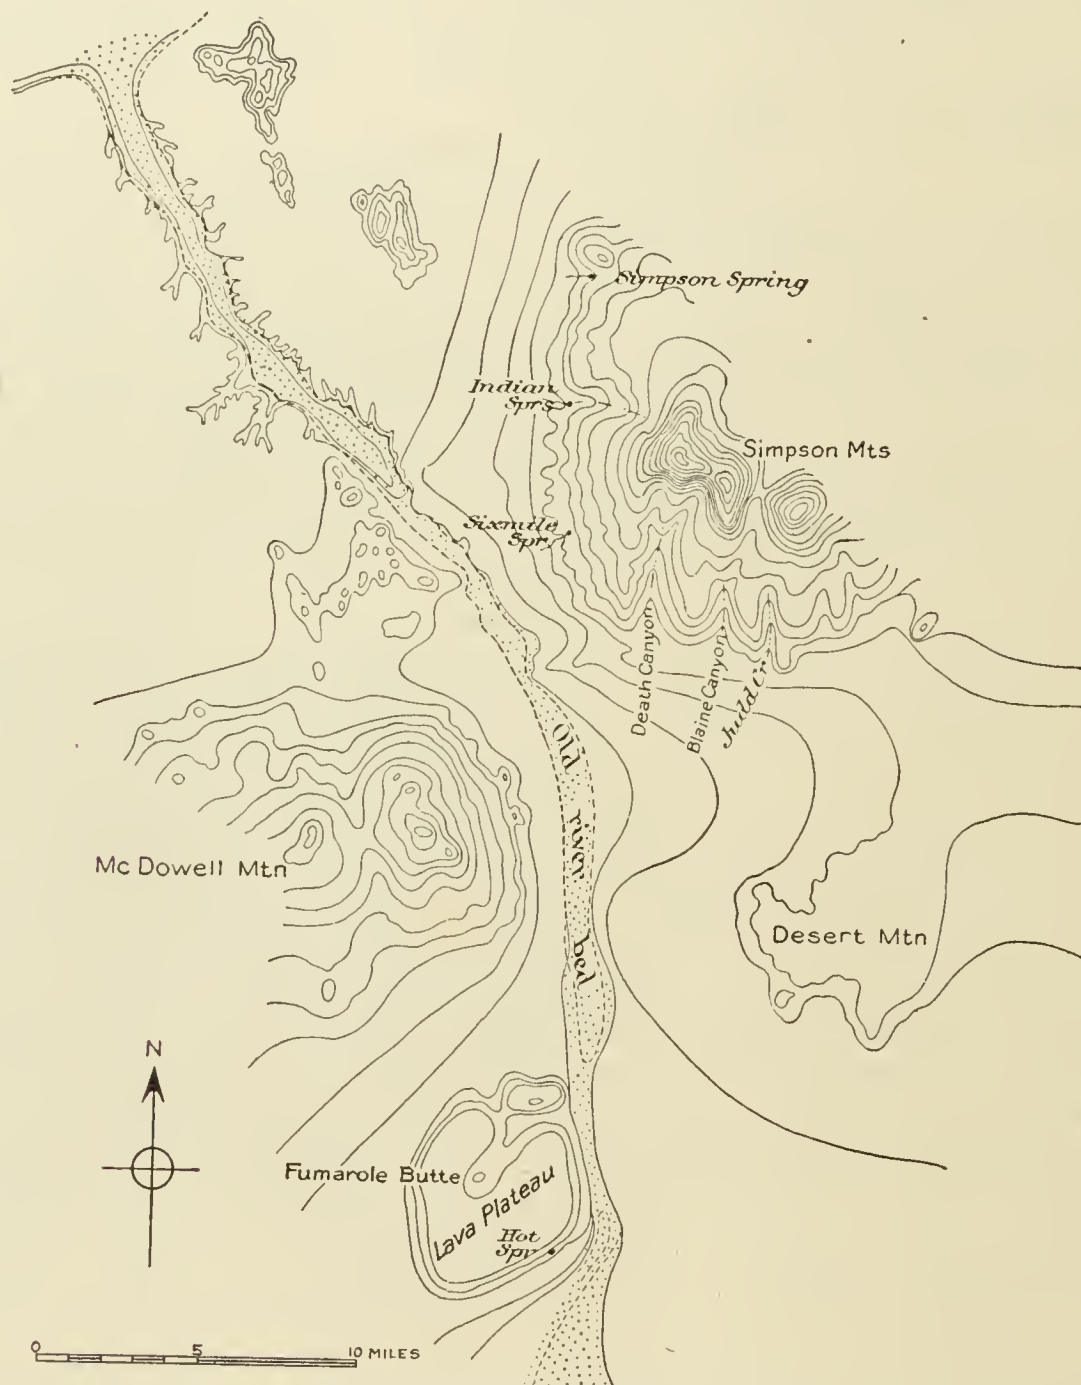 Simpson Spring
Indian
Sprs
Simpson Mts
Sixmile
Spr.
Death Canyon
Blaine Canyon
Judd Cr.
Old river bed
Mc Dowell Mtn
Desert Mtn
N
Fumarole Butte
Lava Plateau
Hot
Spr
0 5 10 MILES